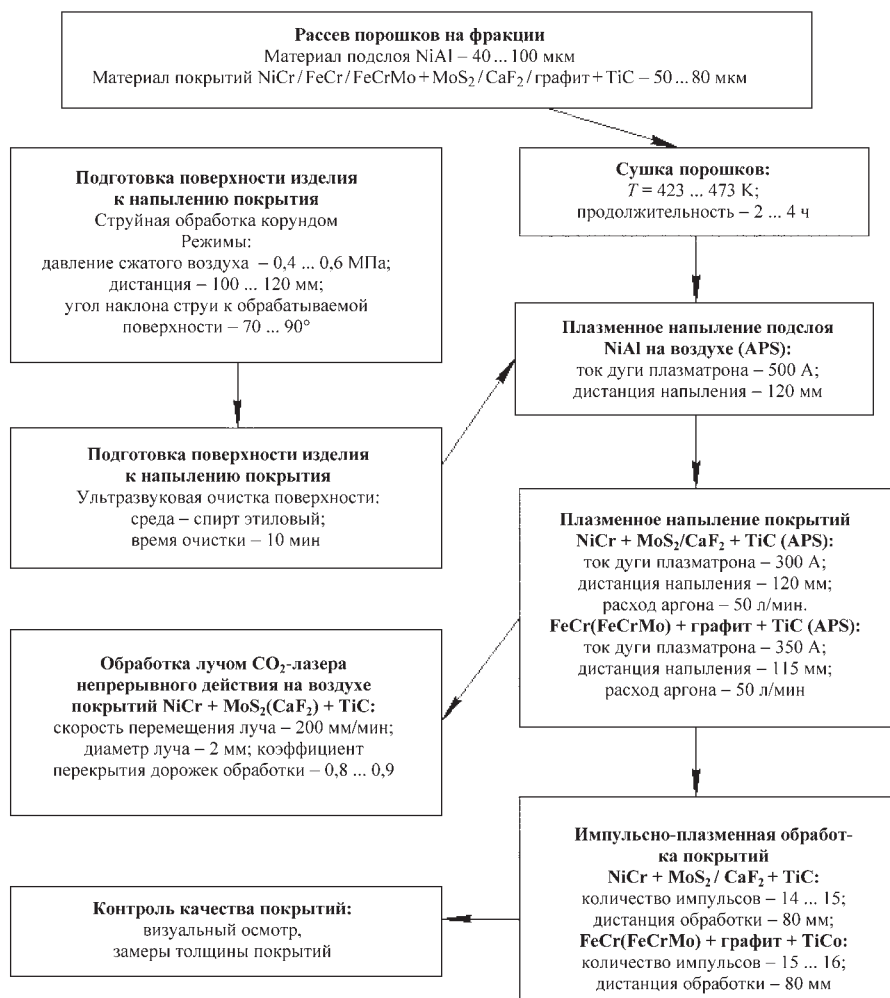 Рассев порошков на фракции
Материал подслоя NiAl – 40 ... 100 мкм
Материал покрытий NiCr / FeCr / FeCrMo + MoS₂ / CaF₂ / графит + TiC – 50 ... 80 мкм
Подготовка поверхности изделия
к напылению покрытия
Струйная обработка корундом
Режимы:
давление сжатого воздуха – 0,4 ... 0,6 МПа;
дистанция – 100 ... 120 мм;
угол наклона струи к обрабатываемой
поверхности – 70 ... 90°
Сушка порошков:
T = 423 ... 473 K;
продолжительность – 2 ... 4 ч
Плазменное напыление подслоя
NiAl на воздухе (APS):
ток дуги плазматрона – 500 А;
дистанция напыления – 120 мм
Подготовка поверхности изделия
к напылению покрытия
Ультразвуковая очистка поверхности:
среда – спирт этиловый;
время очистки – 10 мин
Плазменное напыление покрытий
NiCr + MoS₂/CaF₂ + TiC (APS):
ток дуги плазматрона – 300 А;
дистанция напыления – 120 мм;
расход аргона – 50 л/мин.
FeCr(FeCrMo) + графит + TiC (APS):
ток дуги плазматрона – 350 А;
дистанция напыления – 115 мм;
расход аргона – 50 л/мин
Обработка лучом CO₂-лазера
непрерывного действия на воздухе
покрытий NiCr + MoS₂(CaF₂) + TiC:
скорость перемещения луча – 200 мм/мин;
диаметр луча – 2 мм; коэффициент
перекрытия дорожек обработки – 0,8 ... 0,9
Импульсно-плазменная обработ-
ка покрытий
NiCr + MoS₂ / CaF₂ + TiC:
количество импульсов – 14 ... 15;
дистанция обработки – 80 мм;
FeCr(FeCrMo) + графит + TiCo:
количество импульсов – 15 ... 16;
дистанция обработки – 80 мм
Контроль качества покрытий:
визуальный осмотр,
замеры толщины покрытий